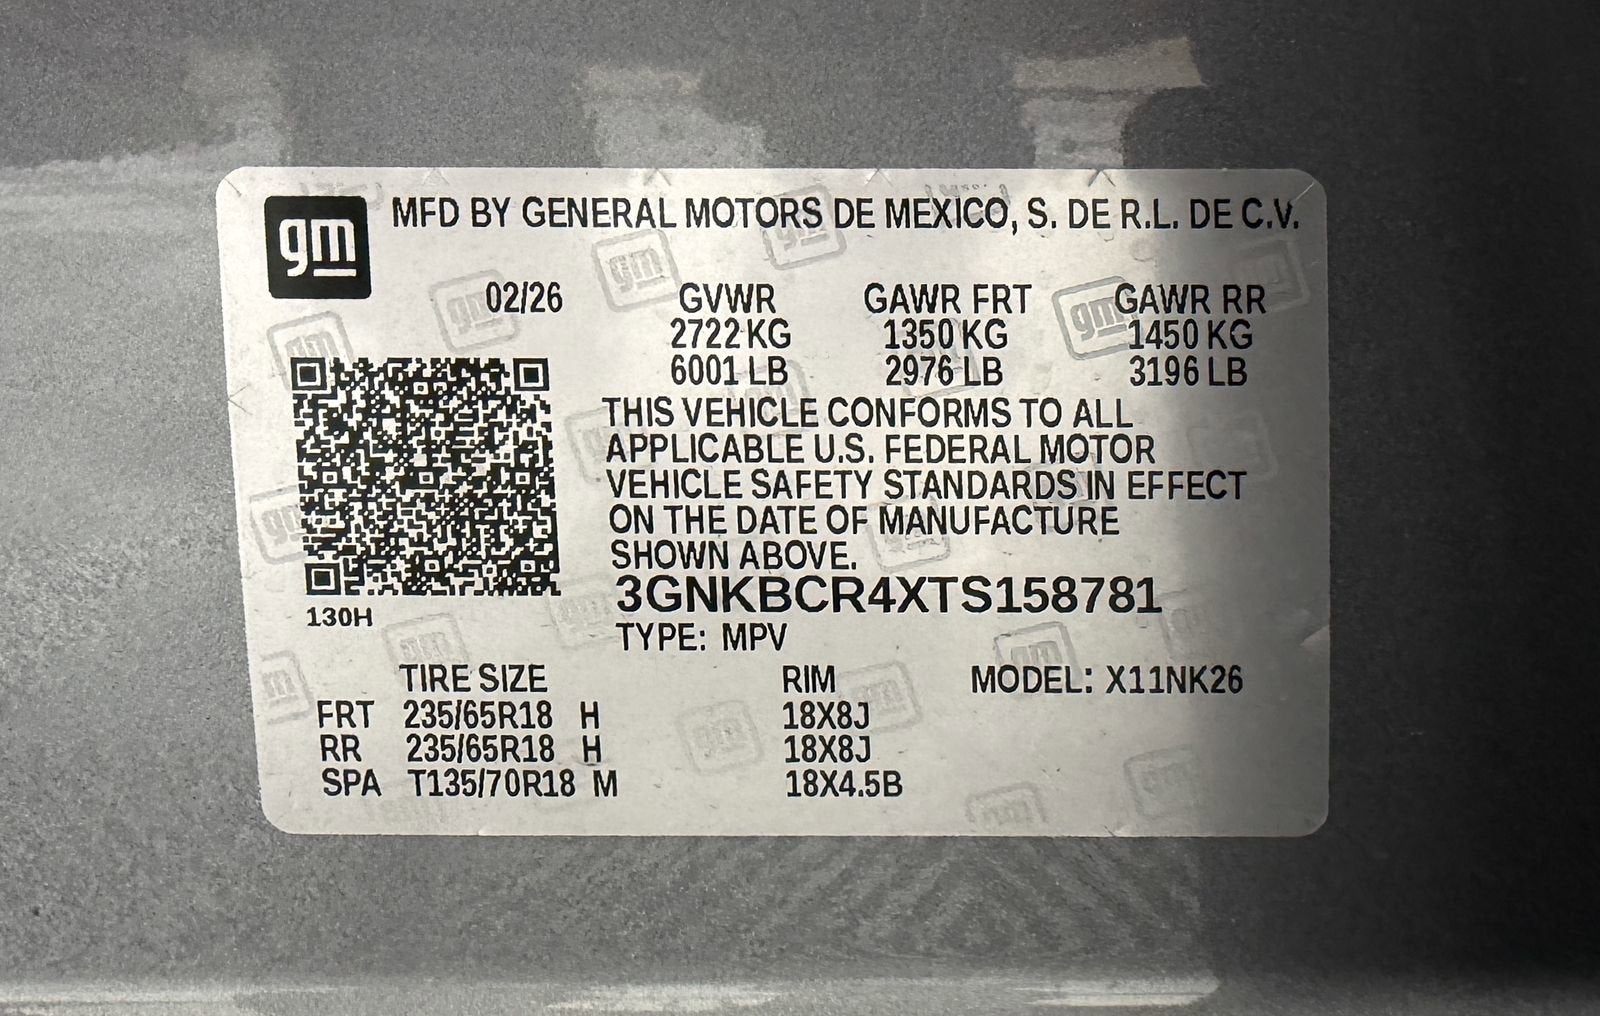 gm
MFD BY GENERAL MOTORS DE MEXICO, S. DE R.L. DE C.V.
02/26 GVWR GAWR FRT GAWR RR
2722 KG 1350 KG 1450 KG
6001 LB 2976 LB 3196 LB
THIS VEHICLE CONFORMS TO ALL
APPLICABLE U.S. FEDERAL MOTOR
VEHICLE SAFETY STANDARDS IN EFFECT
ON THE DATE OF MANUFACTURE
SHOWN ABOVE.
3GNKBCR4XTS158781
130H
TYPE: MPV
TIRE SIZE RIM MODEL: X11NK26
FRT 235/65R18 H 18X8J
RR 235/65R18 H 18X8J
SPA T135/70R18 M 18X4.5B